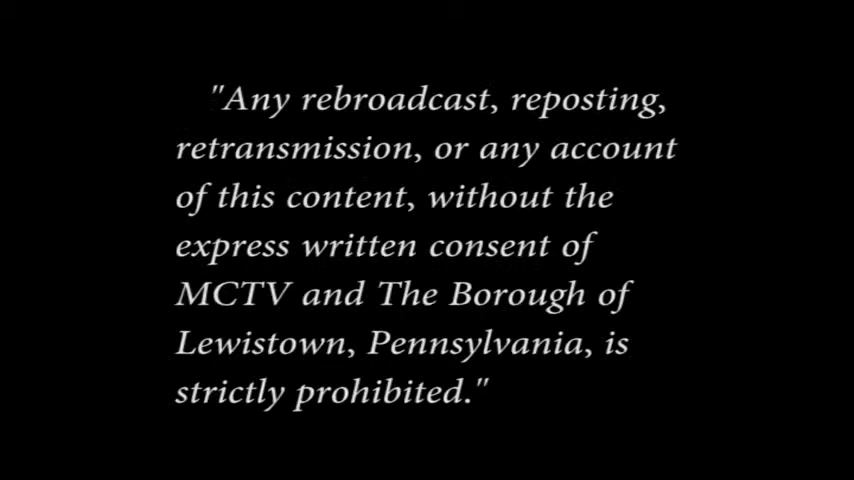 "Any rebroadcast, reposting,
retransmission, or any account
of this content, without the
express written consent of
MCTV and The Borough of
Lewistown, Pennsylvania, is
strictly prohibited."